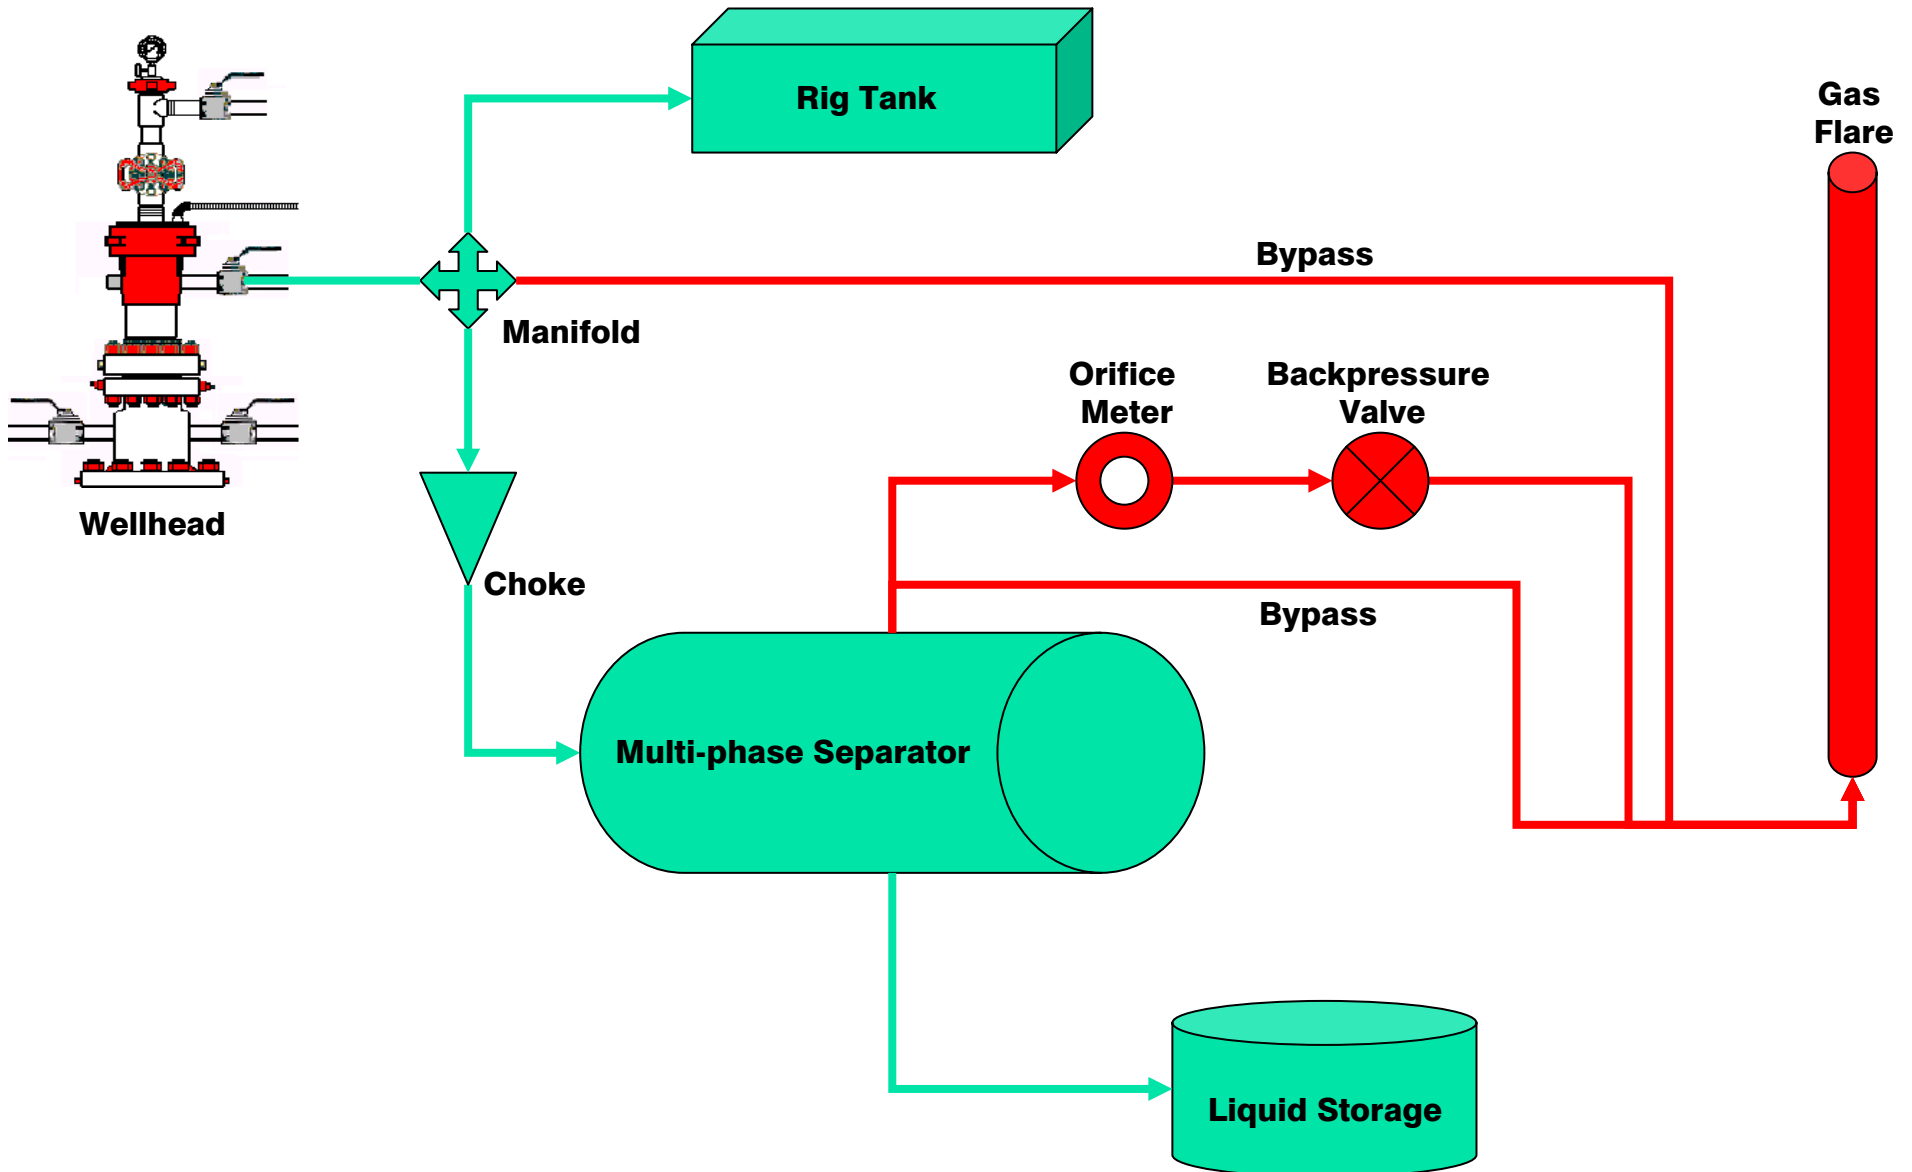 Rig Tank
Gas
Flare
Bypass
Manifold
Orifice
Meter
Backpressure
Valve
Wellhead
Choke
Bypass
Multi-phase Separator
Liquid Storage